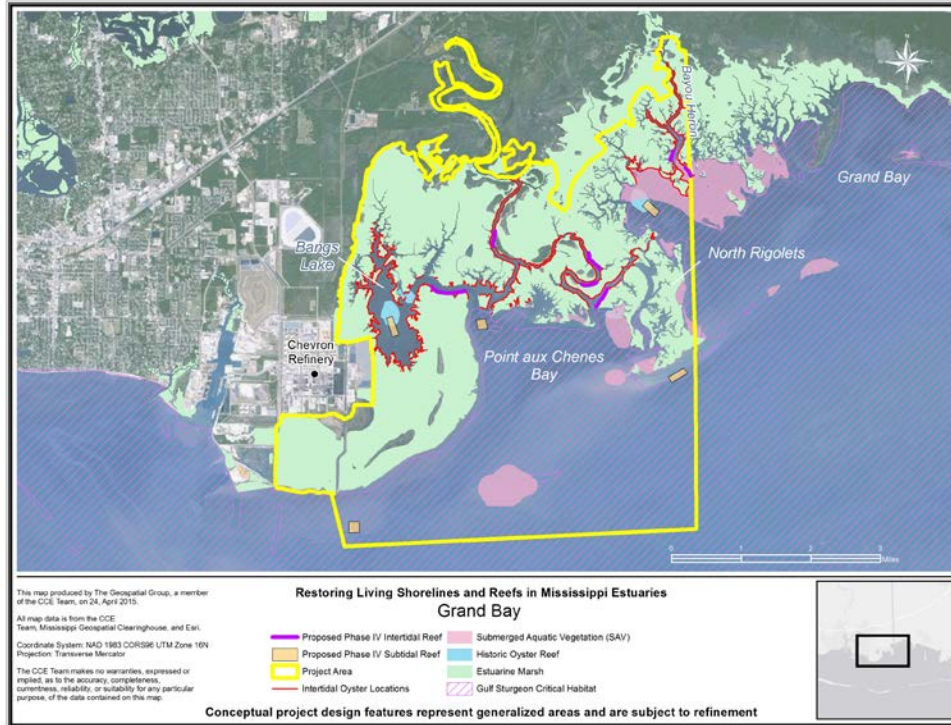 N
Bayou Heron
Grand Bay
North Rigolets
Bangs
Lake
Chevron
Refinery
Point aux Chenes
Bay
0 1 2 3
Miles
This map produced by The Geospatial Group, a member
of the CCE Team, on 24, April 2015.
All map data is from the CCE
Team, Mississippi Geospatial Clearinghouse, and Esri.
Coordinate System: NAD 1983 CORS96 UTM Zone 16N
Projection: Transverse Mercator
The CCE Team makes no warranties, expressed or
implied, as to the accuracy, completeness,
currentness, reliability, or suitability for any particular
purpose, of the data contained on this map.
Restoring Living Shorelines and Reefs in Mississippi Estuaries
Grand Bay
Proposed Phase IV Intertidal Reef
Proposed Phase IV Subtidal Reef
Project Area
Intertidal Oyster Locations
Submerged Aquatic Vegetation (SAV)
Historic Oyster Reef
Estuarine Marsh
Gulf Sturgeon Critical Habitat
Conceptual project design features represent generalized areas and are subject to refinement